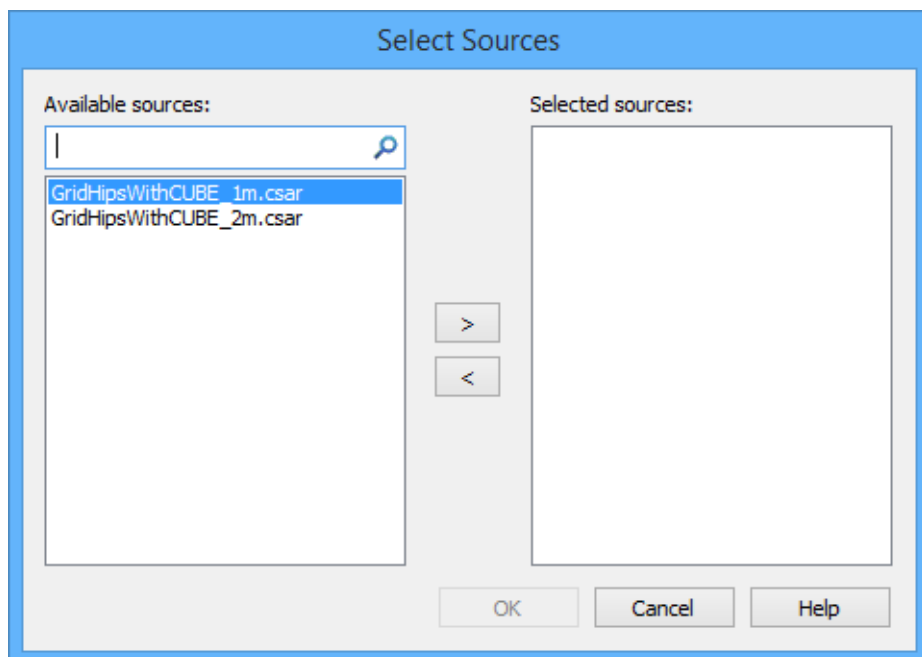 Select Sources
Available sources:
Selected sources:
GridHipsWithCUBE_1m.csar
GridHipsWithCUBE_2m.csar
>
<
OK
Cancel
Help